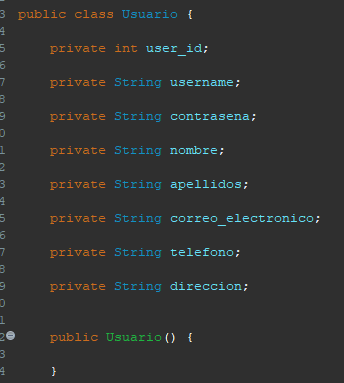 3 public class Usuario {
4
5 private int user_id;
6
7 private String username;
8
9 private String contrasena;
0
1 private String nombre;
2
3 private String apellidos;
4
5 private String correo_electronico;
6
7 private String telefono;
8
9 private String direccion;
0
1
2 public Usuario() {
3
4 }